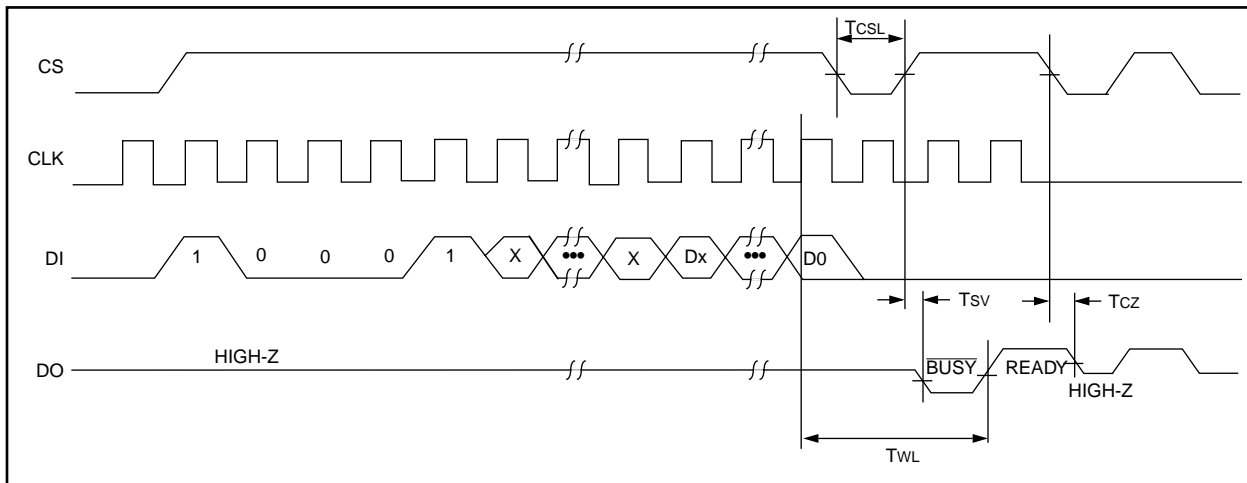 TCSL
CS
CLK
DI 1 0 0 0 1 X ••• X Dx ••• D0
TSV TCZ
HIGH-Z
DO BUSY READY
HIGH-Z
TWL